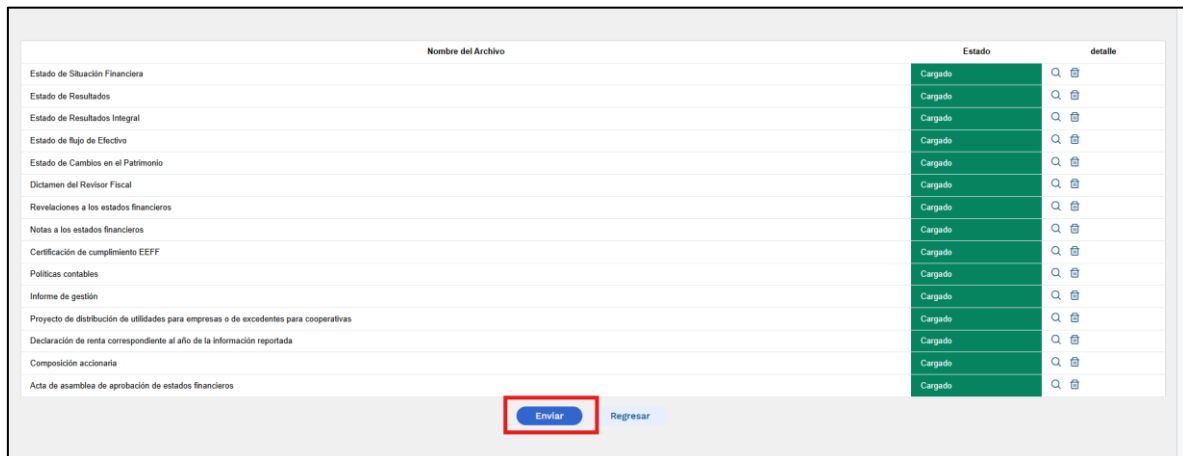 Nombre del Archivo Estado detalle
Estado de Situación Financiera Cargado
Estado de Resultados Cargado
Estado de Resultados Integral Cargado
Estado de flujo de Efectivo Cargado
Estado de Cambios en el Patrimonio Cargado
Dictamen del Revisor Fiscal Cargado
Revelaciones a los estados financieros Cargado
Notas a los estados financieros Cargado
Certificación de cumplimiento EEFF Cargado
Políticas contables Cargado
Informe de gestión Cargado
Proyecto de distribución de utilidades para empresas o de excedentes para cooperativas Cargado
Declaración de renta correspondiente al año de la información reportada Cargado
Composición accionaria Cargado
Acta de asamblea de aprobación de estados financieros Cargado
Enviar Regresar